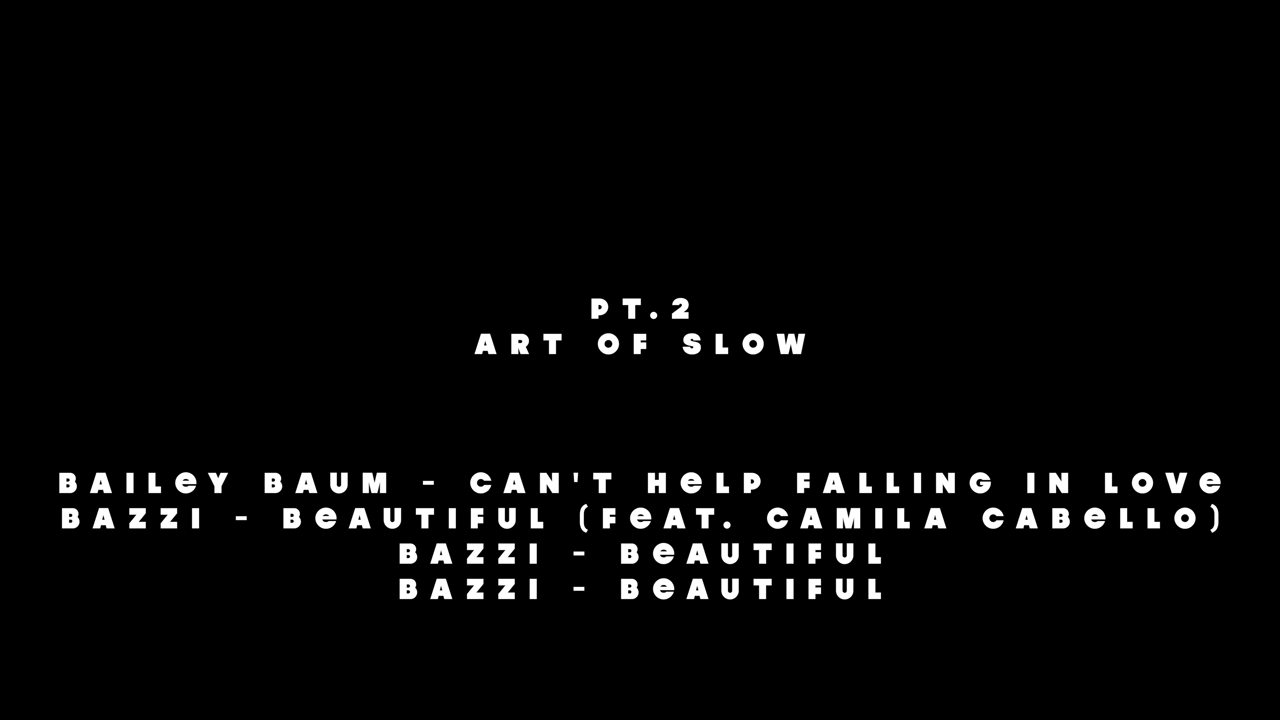 PT.2
ART OF SLOW
BAILEY BAUM - CAN'T HELP FALLING IN LOVE
BAZZI - BEAUTIFUL (FEAT. CAMILA CABELLO)
BAZZI - BEAUTIFUL
BAZZI - BEAUTIFUL